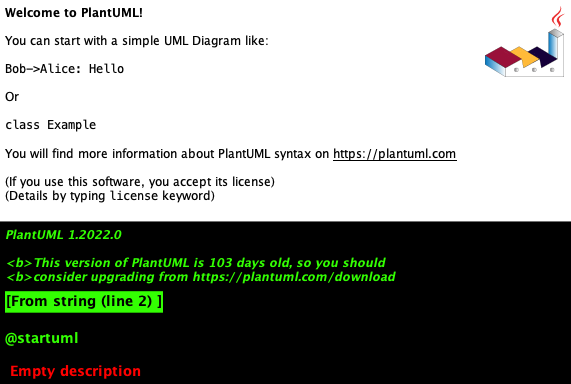 Welcome to PlantUML!
You can start with a simple UML Diagram like:
Bob->Alice: Hello
Or
class Example
You will find more information about PlantUML syntax on https://plantuml.com
(If you use this software, you accept its license)
(Details by typing license keyword)
PlantUML 1.2022.0
<b>This version of PlantUML is 103 days old, so you should
<b>consider upgrading from https://plantuml.com/download
[From string (line 2) ]
@startuml
Empty description